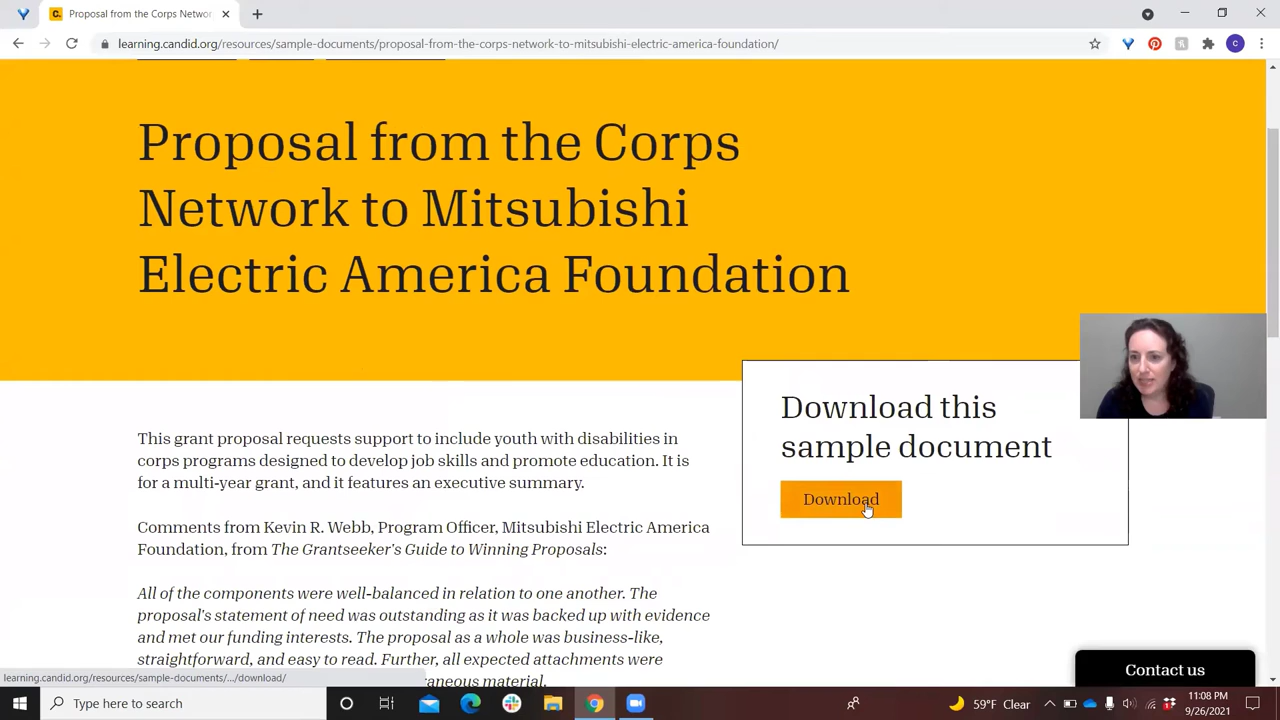 C.
Proposal from the Corps Networ
learning.candid.org/resources/sample-documents/proposal-from-the-corps-network-to-mitsubishi-electric-america-foundation/
Proposal from the Corps
Network to Mitsubishi
Electric America Foundation
Download this
sample document
Download
This grant proposal requests support to include youth with disabilities in
corps programs designed to develop job skills and promote education. It is
for a multi-year grant, and it features an executive summary.
Comments from Kevin R. Webb, Program Officer, Mitsubishi Electric America
Foundation, from The Grantseeker's Guide to Winning Proposals:
All of the components were well-balanced in relation to one another. The
proposal's statement of need was outstanding as it was backed up with evidence
and met our funding interests. The proposal as a whole was business-like,
straightforward, and easy to read. Further, all expected attachments were
raneous material.
Contact us
learning.candid.org/resources/sample-documents/.../download/
Type here to search
59°F Clear
11:08 PM
9/26/2021